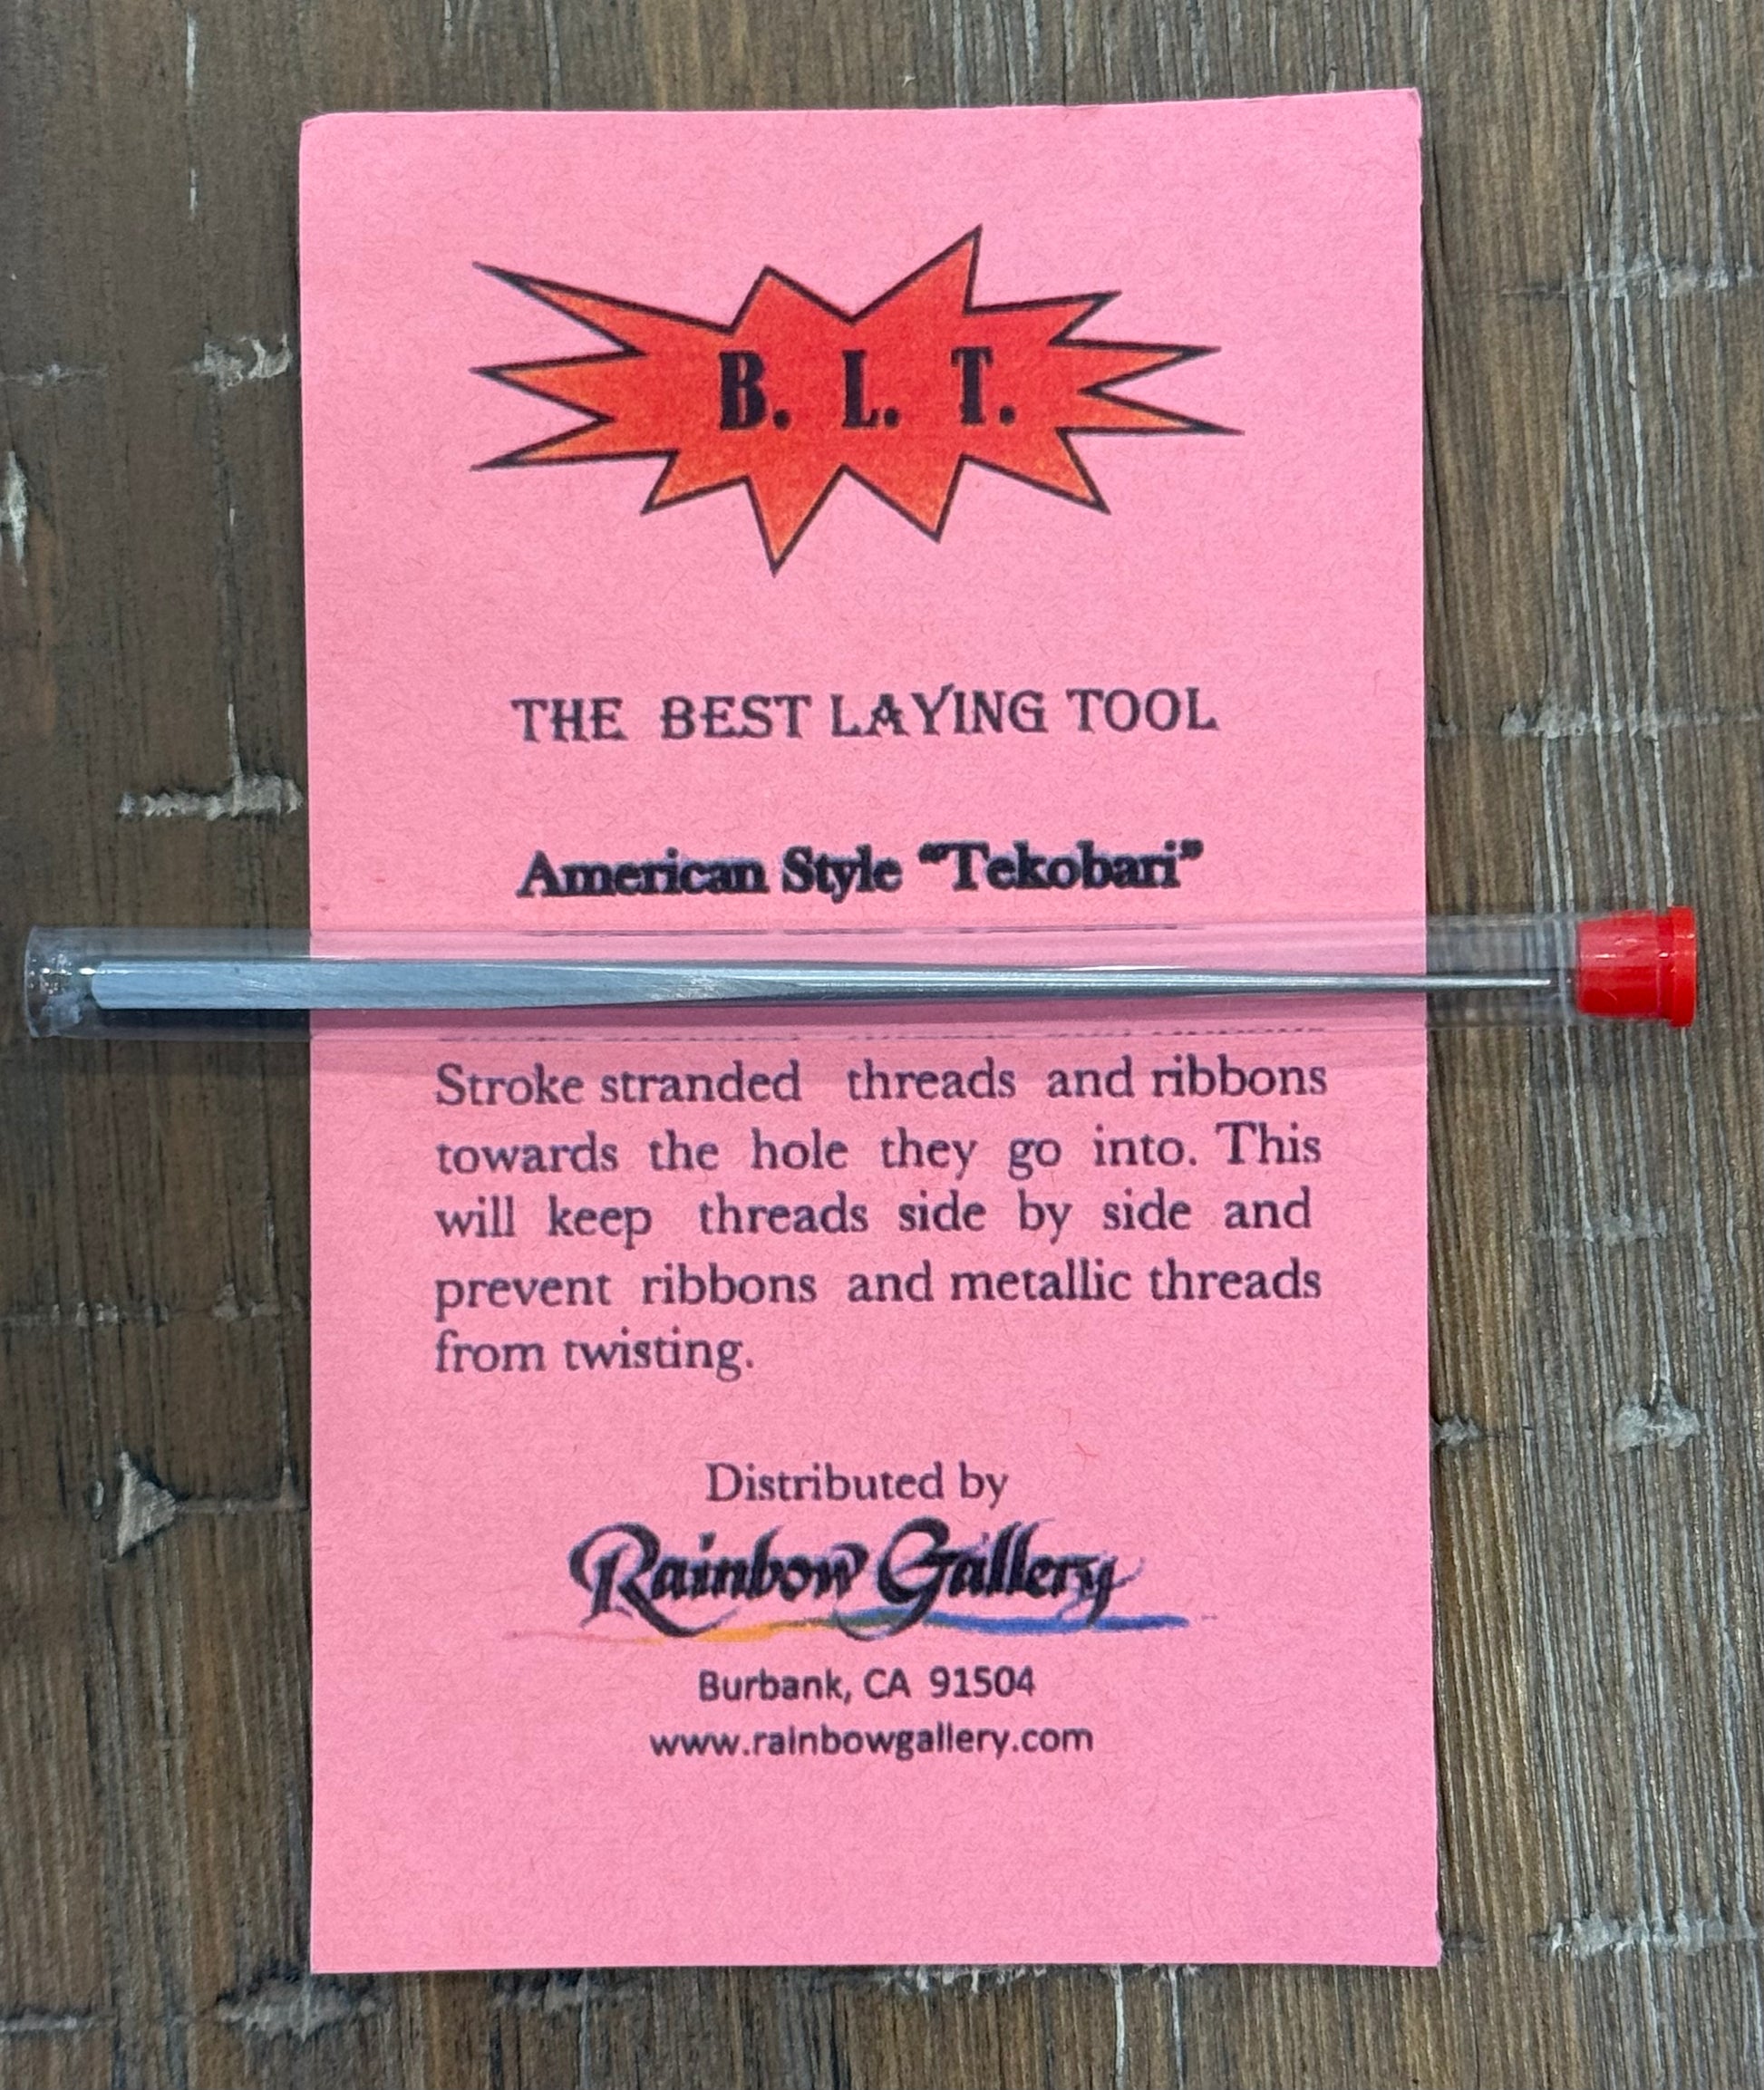 B. L. T.
THE BEST LAYING TOOL
American Style “Tekobari”
Stroke stranded threads and ribbons
towards the hole they go into. This
will keep threads side by side and
prevent ribbons and metallic threads
from twisting.
Distributed by
Rainbow Gallery
Burbank, CA 91504
www.rainbowgallery.com